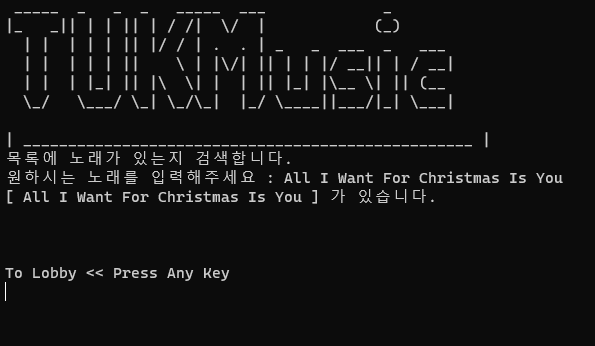 TUKMusic
목록에 노래가 있는지 검색합니다.
원하시는 노래를 입력해주세요 : All I Want For Christmas Is You
[ All I Want For Christmas Is You ] 가 있습니다.
To Lobby << Press Any Key